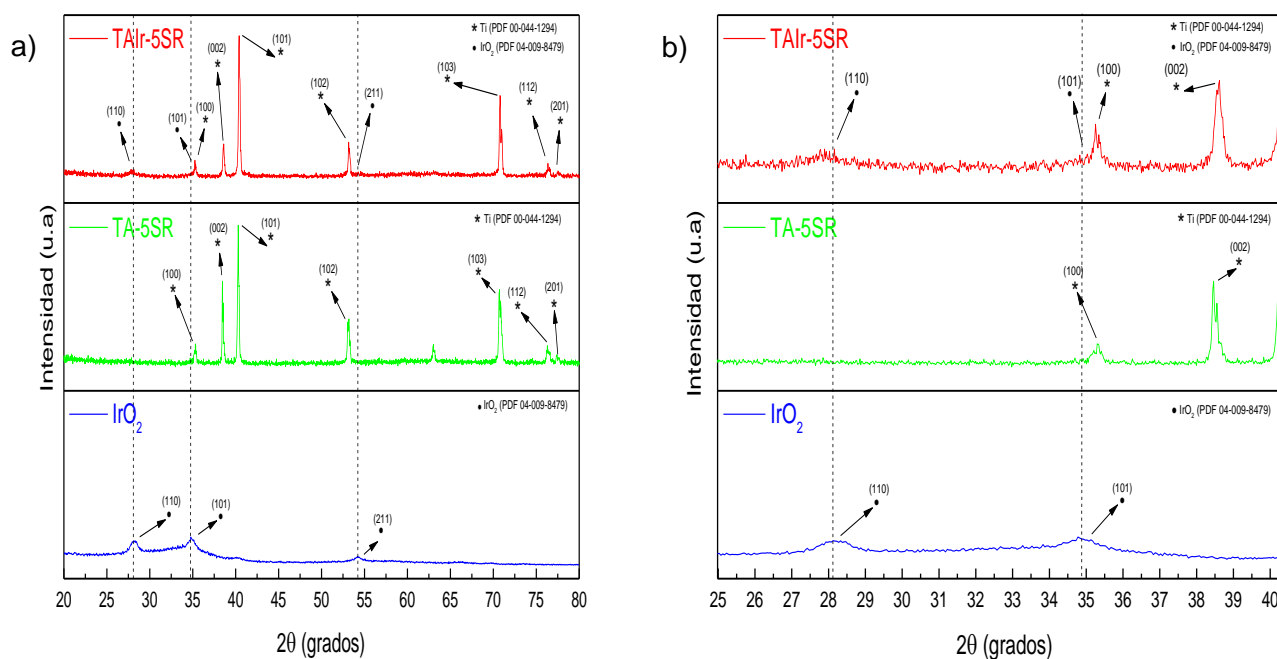 a)
TAIr-5SR
* Ti (PDF 00-044-1294)
• IrO₂ (PDF 04-009-8479)
(110)
•
(101)
•
(100)
*
(002)
*
(101)
*
(102)
*
(211)
•
(103)
*
(112)
*
(201)
*
TA-5SR
* Ti (PDF 00-044-1294)
(100)
*
(002)
*
(101)
*
(102)
*
(103)
*
(112)
*
(201)
*
IrO₂
• IrO₂ (PDF 04-009-8479)
(110)
•
(101)
•
(211)
•
Intensidad (u.a)
20 25 30 35 40 45 50 55 60 65 70 75 80
2θ (grados)
b)
TAIr-5SR
* Ti (PDF 00-044-1294)
• IrO₂ (PDF 04-009-8479)
(110)
•
(101)
•
(100)
*
(002)
*
TA-5SR
* Ti (PDF 00-044-1294)
(100)
*
(002)
*
IrO₂
• IrO₂ (PDF 04-009-8479)
(110)
•
(101)
•
Intensidad (u.a)
25 26 27 28 29 30 31 32 33 34 35 36 37 38 39 40
2θ (grados)